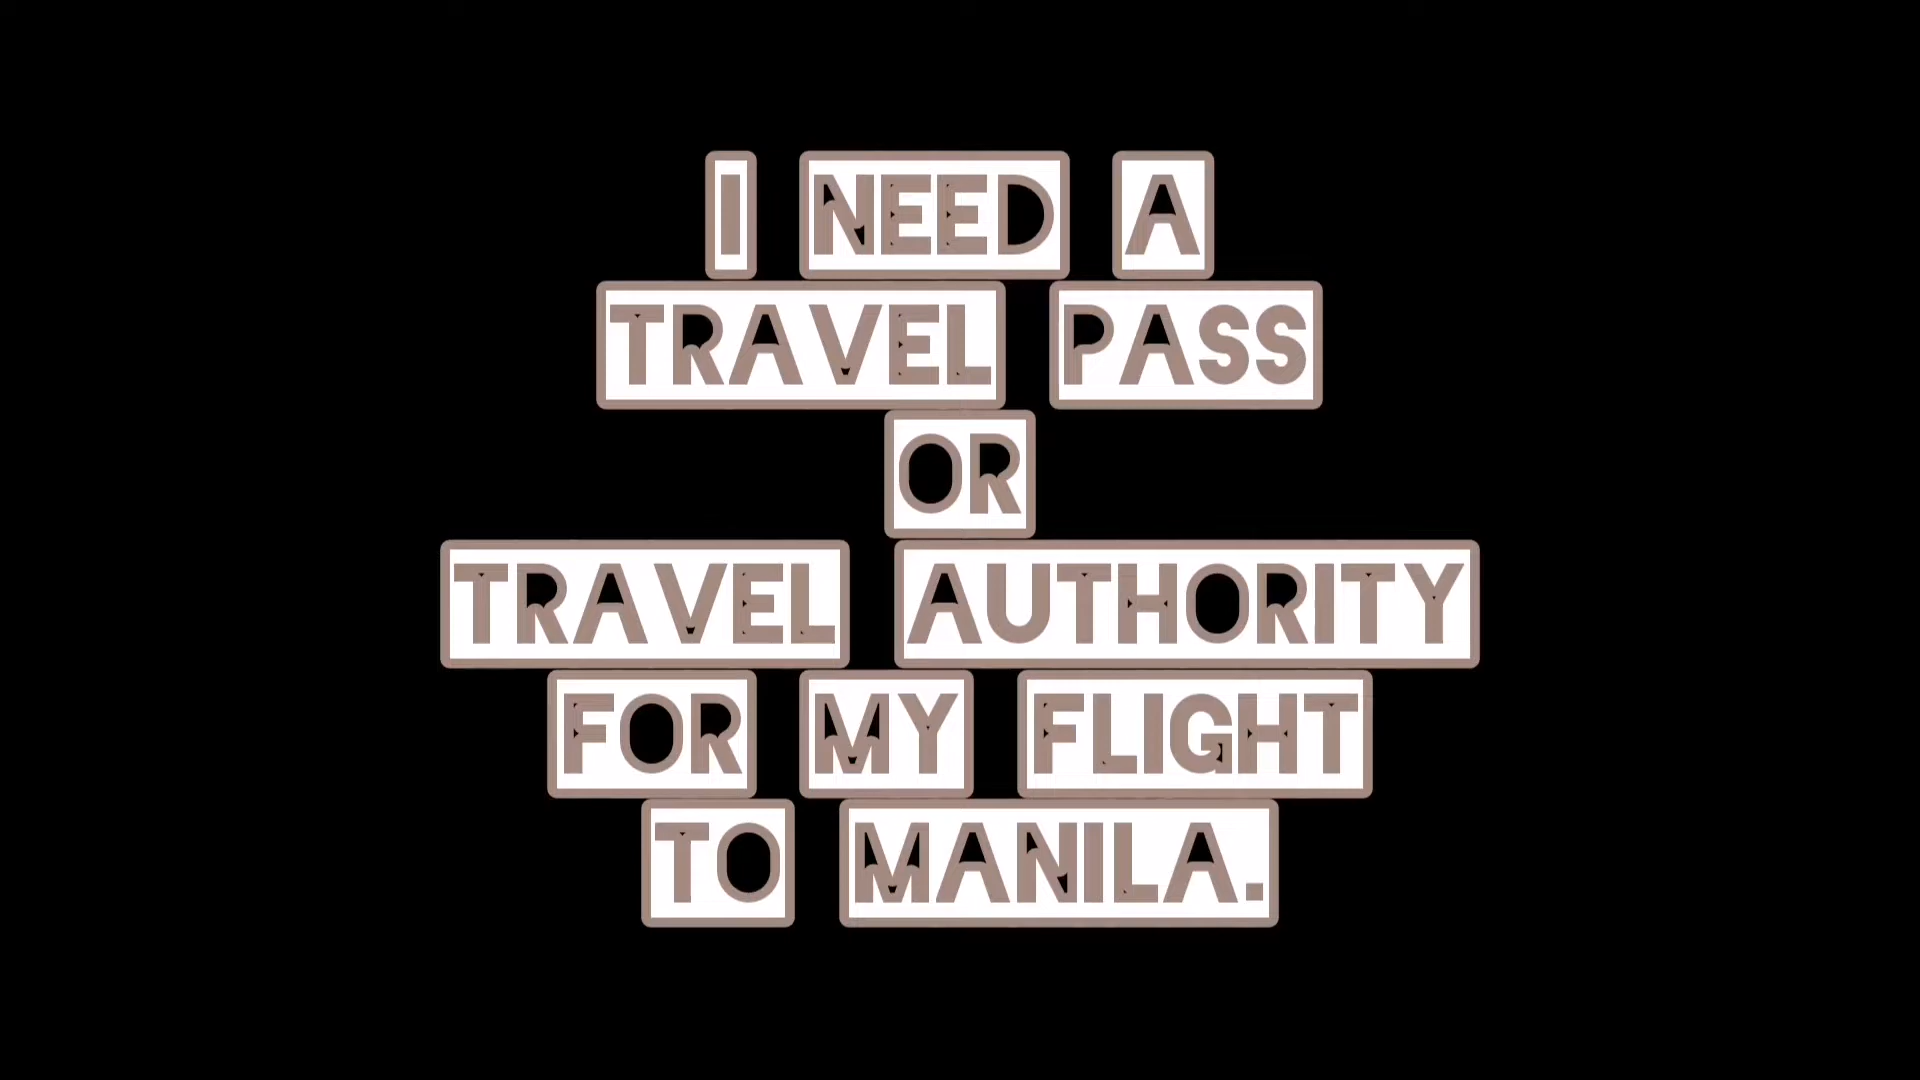 I NEED A
TRAVEL PASS
OR
TRAVEL AUTHORITY
FOR MY FLIGHT
TO MANILA.